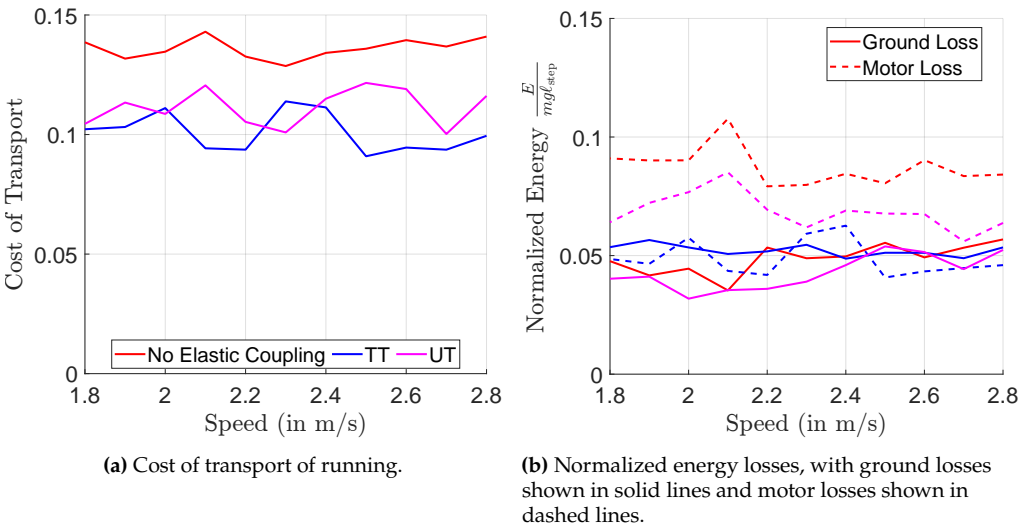 0.15
0.1
0.05
0
Cost of Transport
No Elastic Coupling TT UT
1.8 2 2.2 2.4 2.6 2.8
Speed (in m/s)
(a) Cost of transport of running.
0.15
0.1
0.05
0
Normalized Energy E/mgℓstep
Ground Loss
Motor Loss
1.8 2 2.2 2.4 2.6 2.8
Speed (in m/s)
(b) Normalized energy losses, with ground losses
shown in solid lines and motor losses shown in
dashed lines.